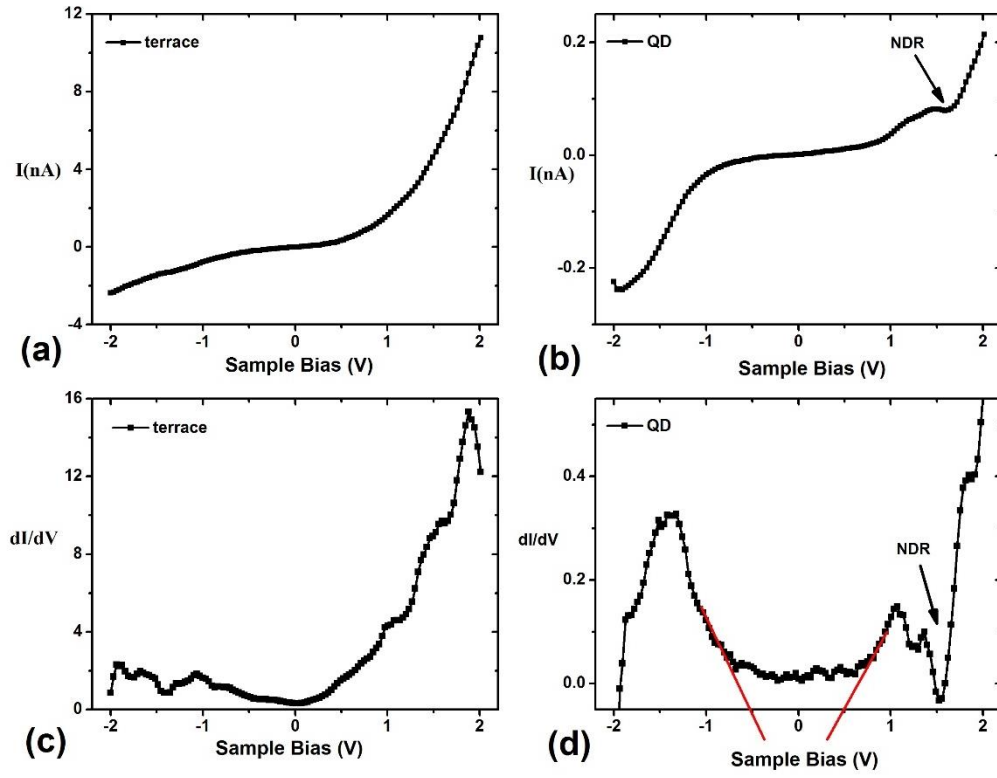 12
8
4
0
-4
I(nA)
terrace
-2
-1
0
1
2
Sample Bias (V)
(a)
0.2
0.0
-0.2
I(nA)
QD
NDR
-2
-1
0
1
2
Sample Bias (V)
(b)
16
12
8
4
0
dI/dV
terrace
-2
-1
0
1
2
Sample Bias (V)
(c)
0.4
0.2
0.0
dI/dV
QD
NDR
-2
-1
0
1
2
Sample Bias (V)
(d)